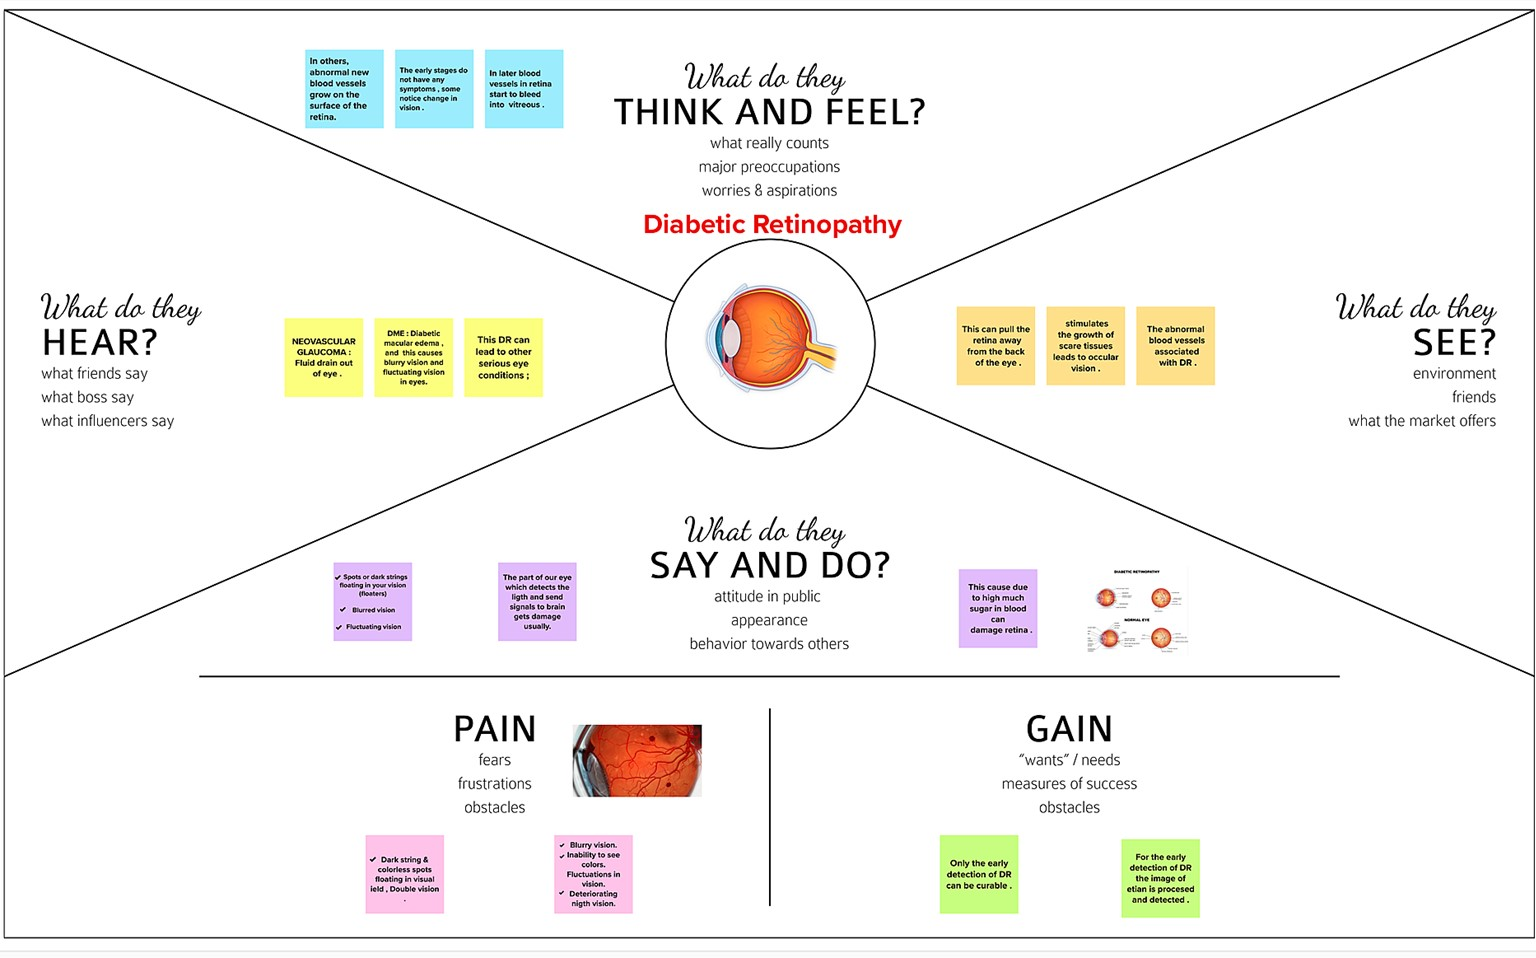 In others,
abnormal new
blood vessels
grow on the
surface of the
retina.
The early stages do
not have any
symptoms , some
notice change in
vision .
In later blood
vessels in retina
start to bleed
into vitreous .
What do they
THINK AND FEEL?
what really counts
major preoccupations
worries & aspirations
Diabetic Retinopathy
What do they
HEAR?
what friends say
what boss say
what influencers say
NEOVASCULAR
GLAUCOMA :
Fluid drain out
of eye .
DME : Diabetic
macular edema ,
and this causes
blurry vision and
fluctuating vision
in eyes.
This DR can
lead to other
serious eye
conditions ;
This can pull the
retina away
from the back
of the eye .
stimulates
the growth of
scare tissues
leads to occular
vision .
The abnormal
blood vessels
associated
with DR .
What do they
SEE?
environment
friends
what the market offers
What do they
SAY AND DO?
attitude in public
appearance
behavior towards others
✓ Spots or dark strings
floating in your vision
(floaters)
✓ Blurred vision
✓ Fluctuating vision
The part of our eye
which detects the
ligth and send
signals to brain
gets damage
usually.
This cause due
to high much
sugar in blood
can
damage retina .
DIABETIC RETINOPATHY
NORMAL EYE
PAIN
fears
frustrations
obstacles
✓ Dark string &
colorless spots
floating in visual
ield , Double vision
.
✓ Blurry vision.
✓ Inability to see
colors.
Fluctuations in
vision.
✓ Deteriorating
nigth vision.
GAIN
“wants” / needs
measures of success
obstacles
Only the early
detection of DR
can be curable .
For the early
detection of DR
the image of
etian is procesed
and detected .